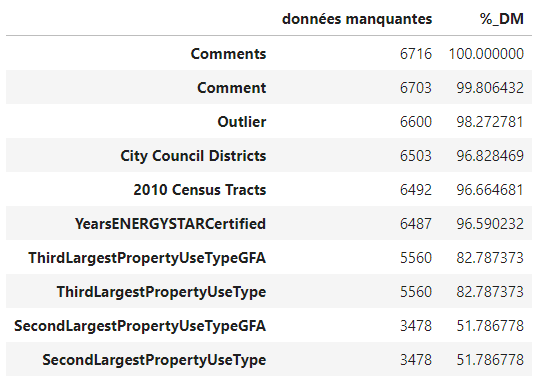 données manquantes %_DM
Comments 6716 100.000000
Comment 6703 99.806432
Outlier 6600 98.272781
City Council Districts 6503 96.828469
2010 Census Tracts 6492 96.664681
YearsENERGYSTARCertified 6487 96.590232
ThirdLargestPropertyUseTypeGFA 5560 82.787373
ThirdLargestPropertyUseType 5560 82.787373
SecondLargestPropertyUseTypeGFA 3478 51.786778
SecondLargestPropertyUseType 3478 51.786778